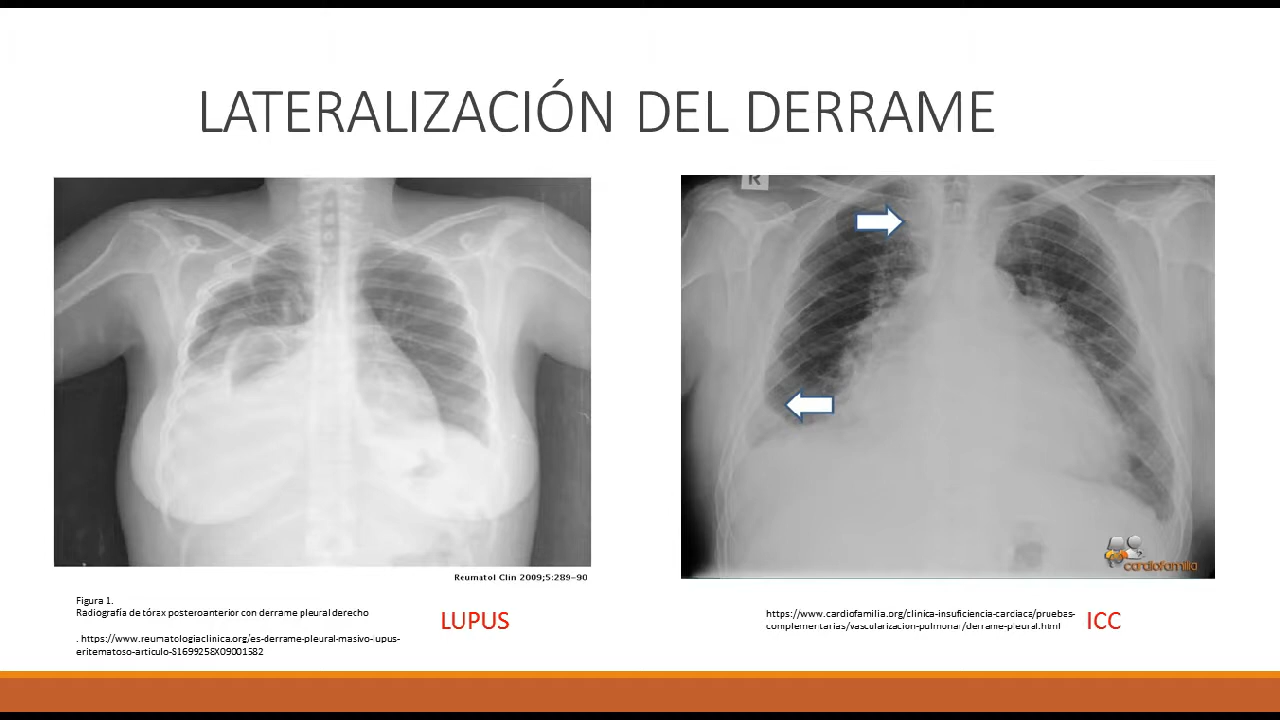 LATERALIZACIÓN DEL DERRAME
R
Reumatol Clin 2009;5:289–90
cardiofamilia
Figura 1.
Radiografía de tórax posteroanterior con derrame pleural derecho
. https://www.reumatologiaclinica.org/es-derrame-pleural-masivo-lupus-
eritematoso-articulo-S1699258X09001582
LUPUS
https://www.cardiofamilia.org/clinica-insuficiencia-cardiaca/pruebas-
complementarias/vascularizacion-pulmonar/derrame-pleural.html
ICC